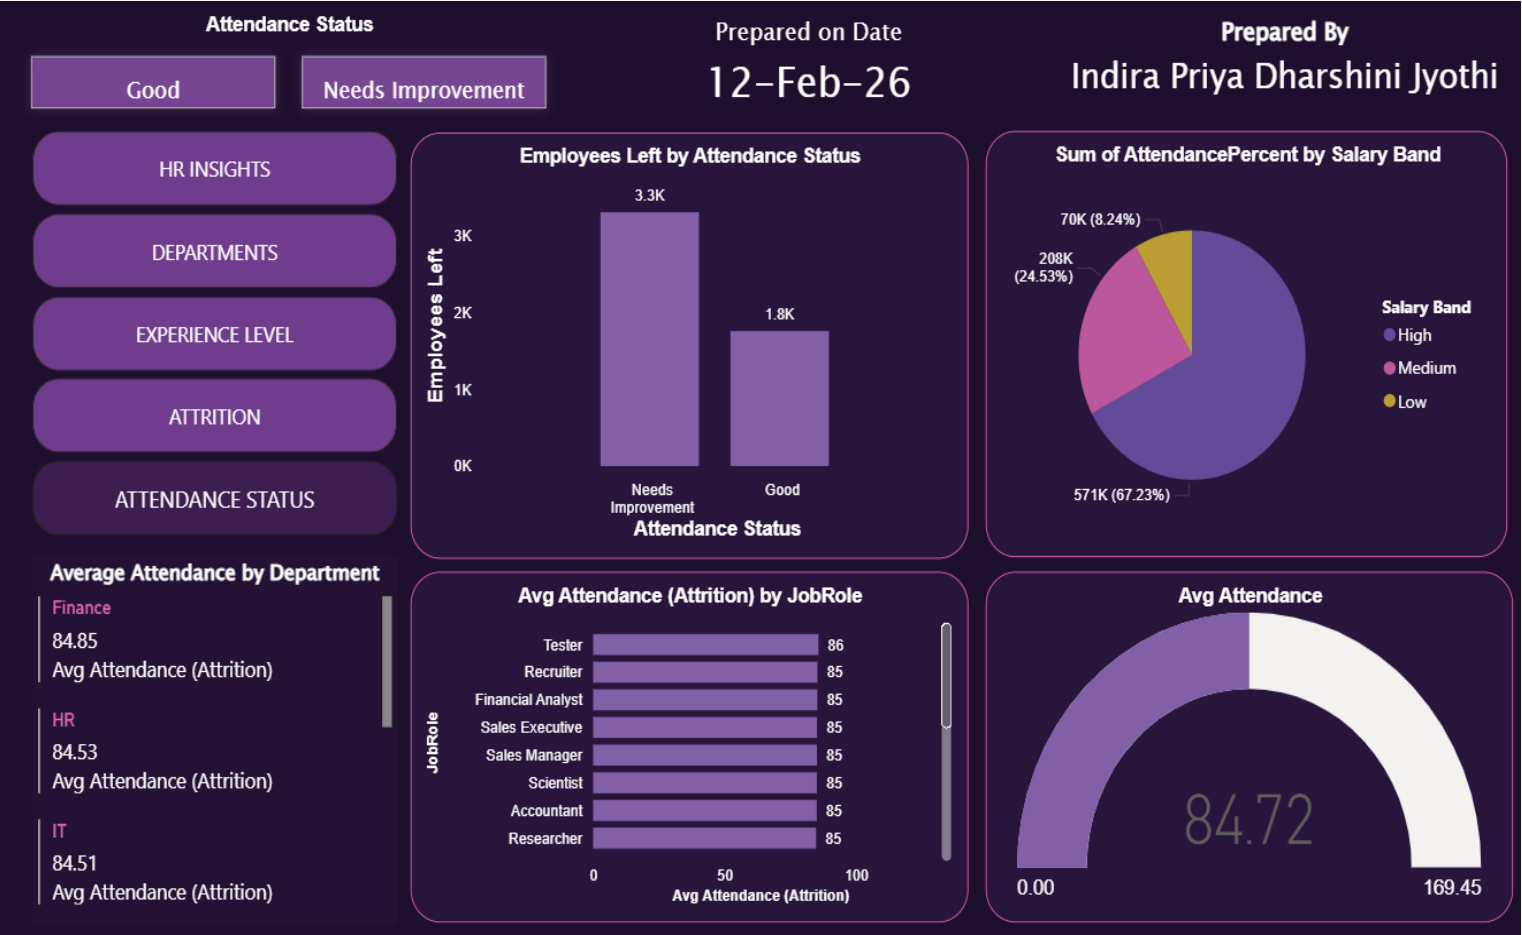 Attendance Status
Good
Needs Improvement
Prepared on Date
12-Feb-26
Prepared By
Indira Priya Dharshini Jyothi
HR INSIGHTS
DEPARTMENTS
EXPERIENCE LEVEL
ATTRITION
ATTENDANCE STATUS
Average Attendance by Department
Finance
84.85
Avg Attendance (Attrition)
HR
84.53
Avg Attendance (Attrition)
IT
84.51
Avg Attendance (Attrition)
Employees Left by Attendance Status
Employees Left
3K
2K
1K
0K
3.3K
1.8K
Needs
Improvement
Good
Attendance Status
Sum of AttendancePercent by Salary Band
70K (8.24%)
208K
(24.53%)
571K (67.23%)
Salary Band
High
Medium
Low
Avg Attendance (Attrition) by JobRole
JobRole
Tester 86
Recruiter 85
Financial Analyst 85
Sales Executive 85
Sales Manager 85
Scientist 85
Accountant 85
Researcher 85
0 50 100
Avg Attendance (Attrition)
Avg Attendance
84.72
0.00
169.45